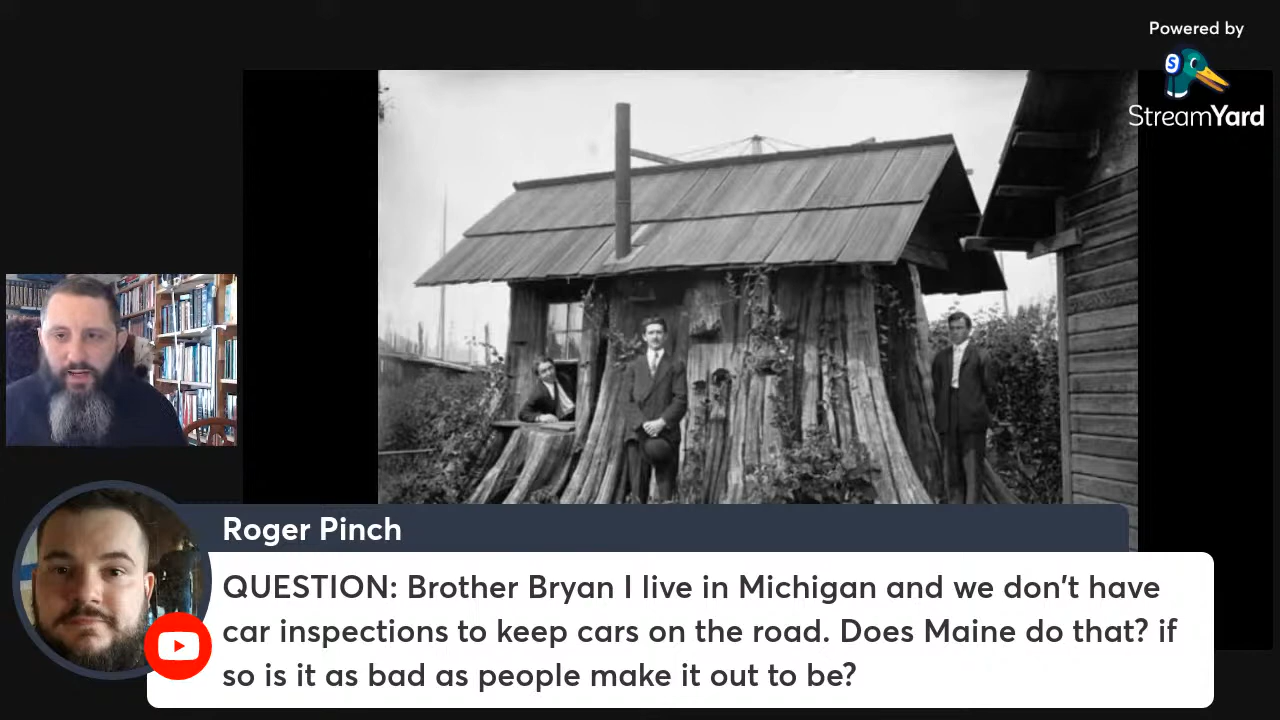 Powered by
StreamYard
Roger Pinch
QUESTION: Brother Bryan I live in Michigan and we don't have
car inspections to keep cars on the road. Does Maine do that? if
so is it as bad as people make it out to be?